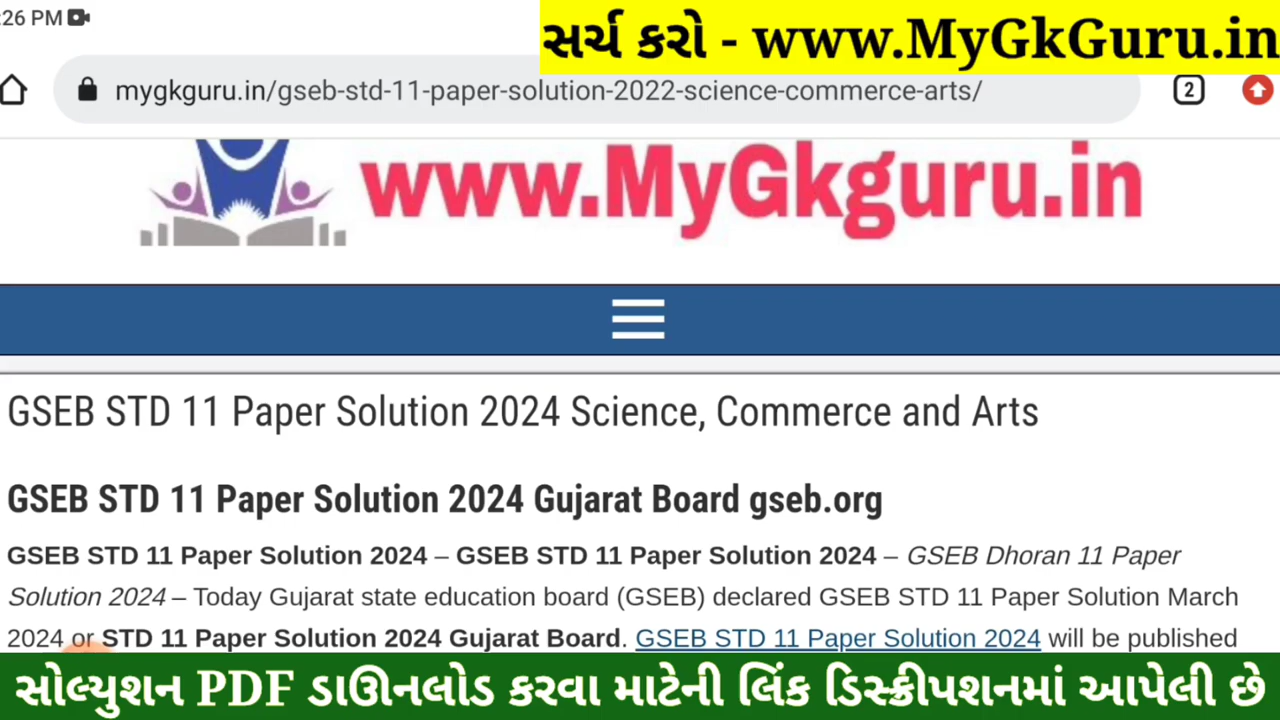 :26 PM
સર્ચ કરો - www.MyGkGuru.in
mygkguru.in/gseb-std-11-paper-solution-2022-science-commerce-arts/
2
www.MyGkguru.in
GSEB STD 11 Paper Solution 2024 Science, Commerce and Arts
GSEB STD 11 Paper Solution 2024 Gujarat Board gseb.org
GSEB STD 11 Paper Solution 2024 – GSEB STD 11 Paper Solution 2024 – GSEB Dhoran 11 Paper
Solution 2024 – Today Gujarat state education board (GSEB) declared GSEB STD 11 Paper Solution March
2024 or STD 11 Paper Solution 2024 Gujarat Board. GSEB STD 11 Paper Solution 2024 will be published
સોલ્યુશન PDF ડાઊનલોડ કરવા માટેની લિંક ડિસ્ક્રીપશનમાં આપેલી છે